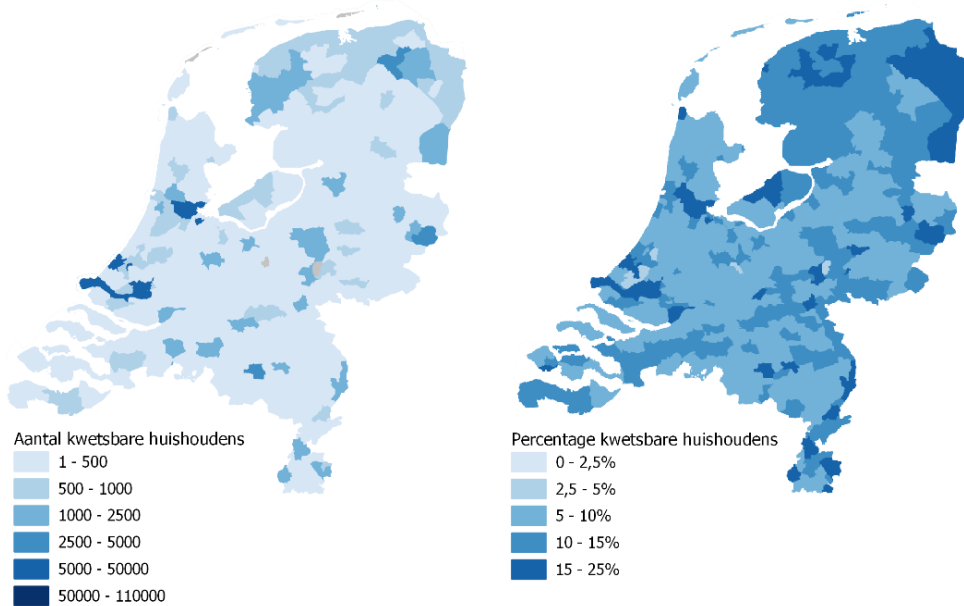 Aantal kwetsbare huishoudens
1 - 500
500 - 1000
1000 - 2500
2500 - 5000
5000 - 50000
50000 - 110000
Percentage kwetsbare huishoudens
0 - 2,5%
2,5 - 5%
5 - 10%
10 - 15%
15 - 25%